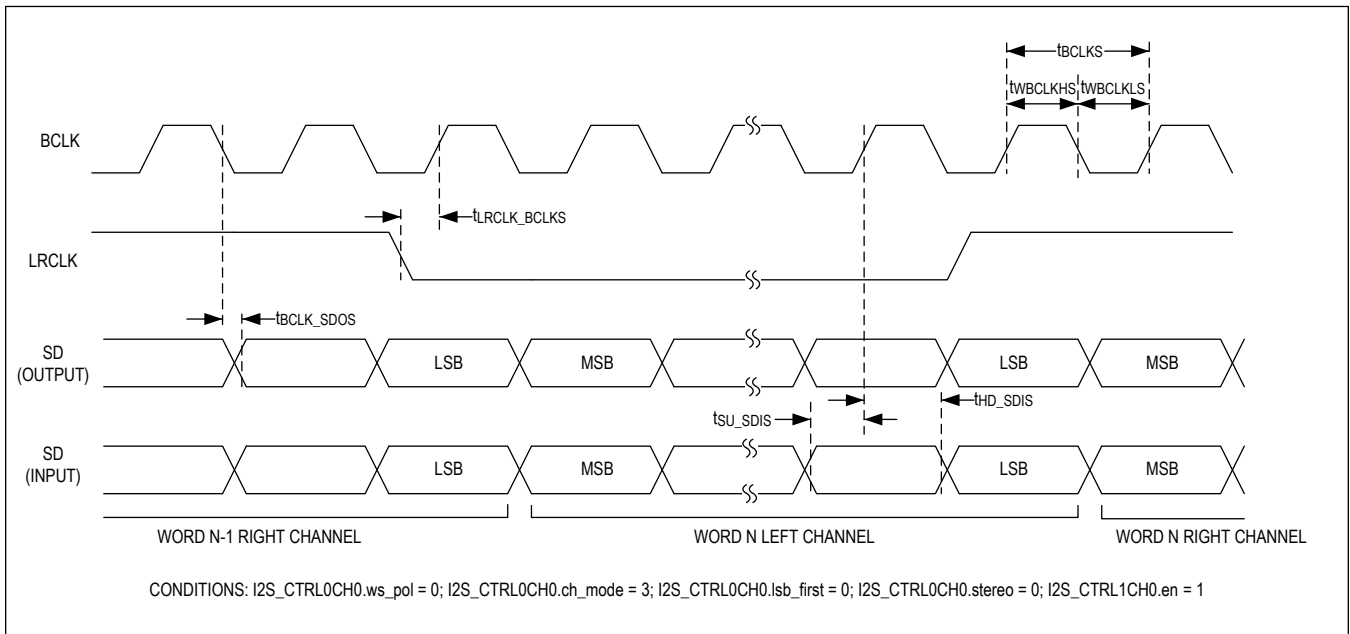 tBCLKS
tWBCLKHS tWBCLKLS
BCLK
tLRCLK_BCLKS
LRCLK
tBCLK_SDOS
SD
(OUTPUT)
LSB MSB LSB MSB
tSU_SDIS tHD_SDIS
SD
(INPUT)
LSB MSB LSB MSB
WORD N-1 RIGHT CHANNEL WORD N LEFT CHANNEL WORD N RIGHT CHANNEL
CONDITIONS: I2S_CTRL0CH0.ws_pol = 0; I2S_CTRL0CH0.ch_mode = 3; I2S_CTRL0CH0.lsb_first = 0; I2S_CTRL0CH0.stereo = 0; I2S_CTRL1CH0.en = 1